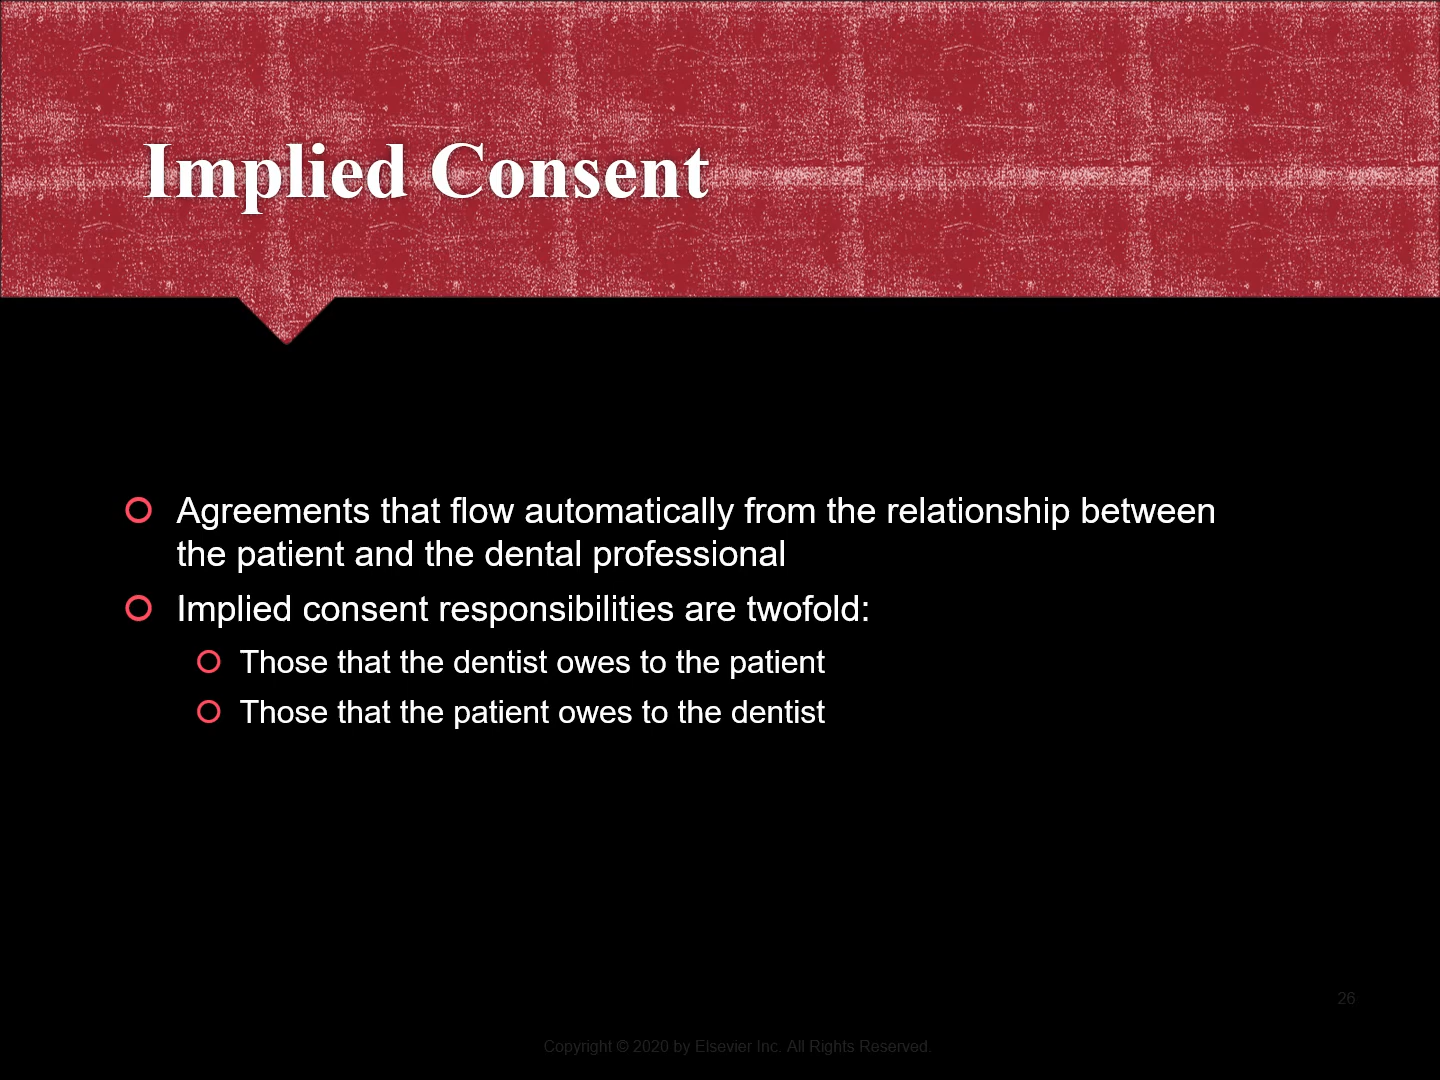 Implied Consent
Agreements that flow automatically from the relationship between
the patient and the dental professional
Implied consent responsibilities are twofold:
Those that the dentist owes to the patient
Those that the patient owes to the dentist
26
Copyright © 2020 by Elsevier Inc. All Rights Reserved.